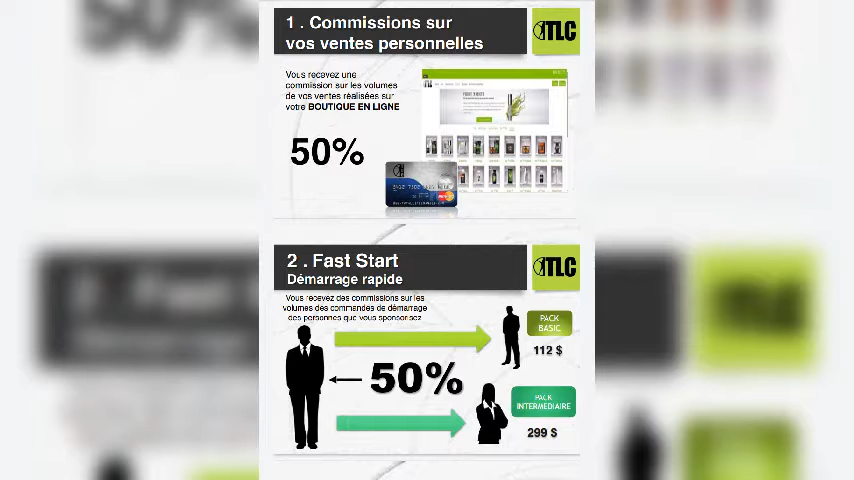 1 . Commissions sur
vos ventes personnelles
TLC
Vous recevez une
commission sur les volumes
de vos ventes réalisées sur
votre BOUTIQUE EN LIGNE
50%
2 . Fast Start
Démarrage rapide
TLC
Vous recevez des commissions sur les
volumes des commandes de démarrage
des personnes que vous sponsorisez
PACK
BASIC
112 $
50%
PACK
INTERMÉDIAIRE
299 $